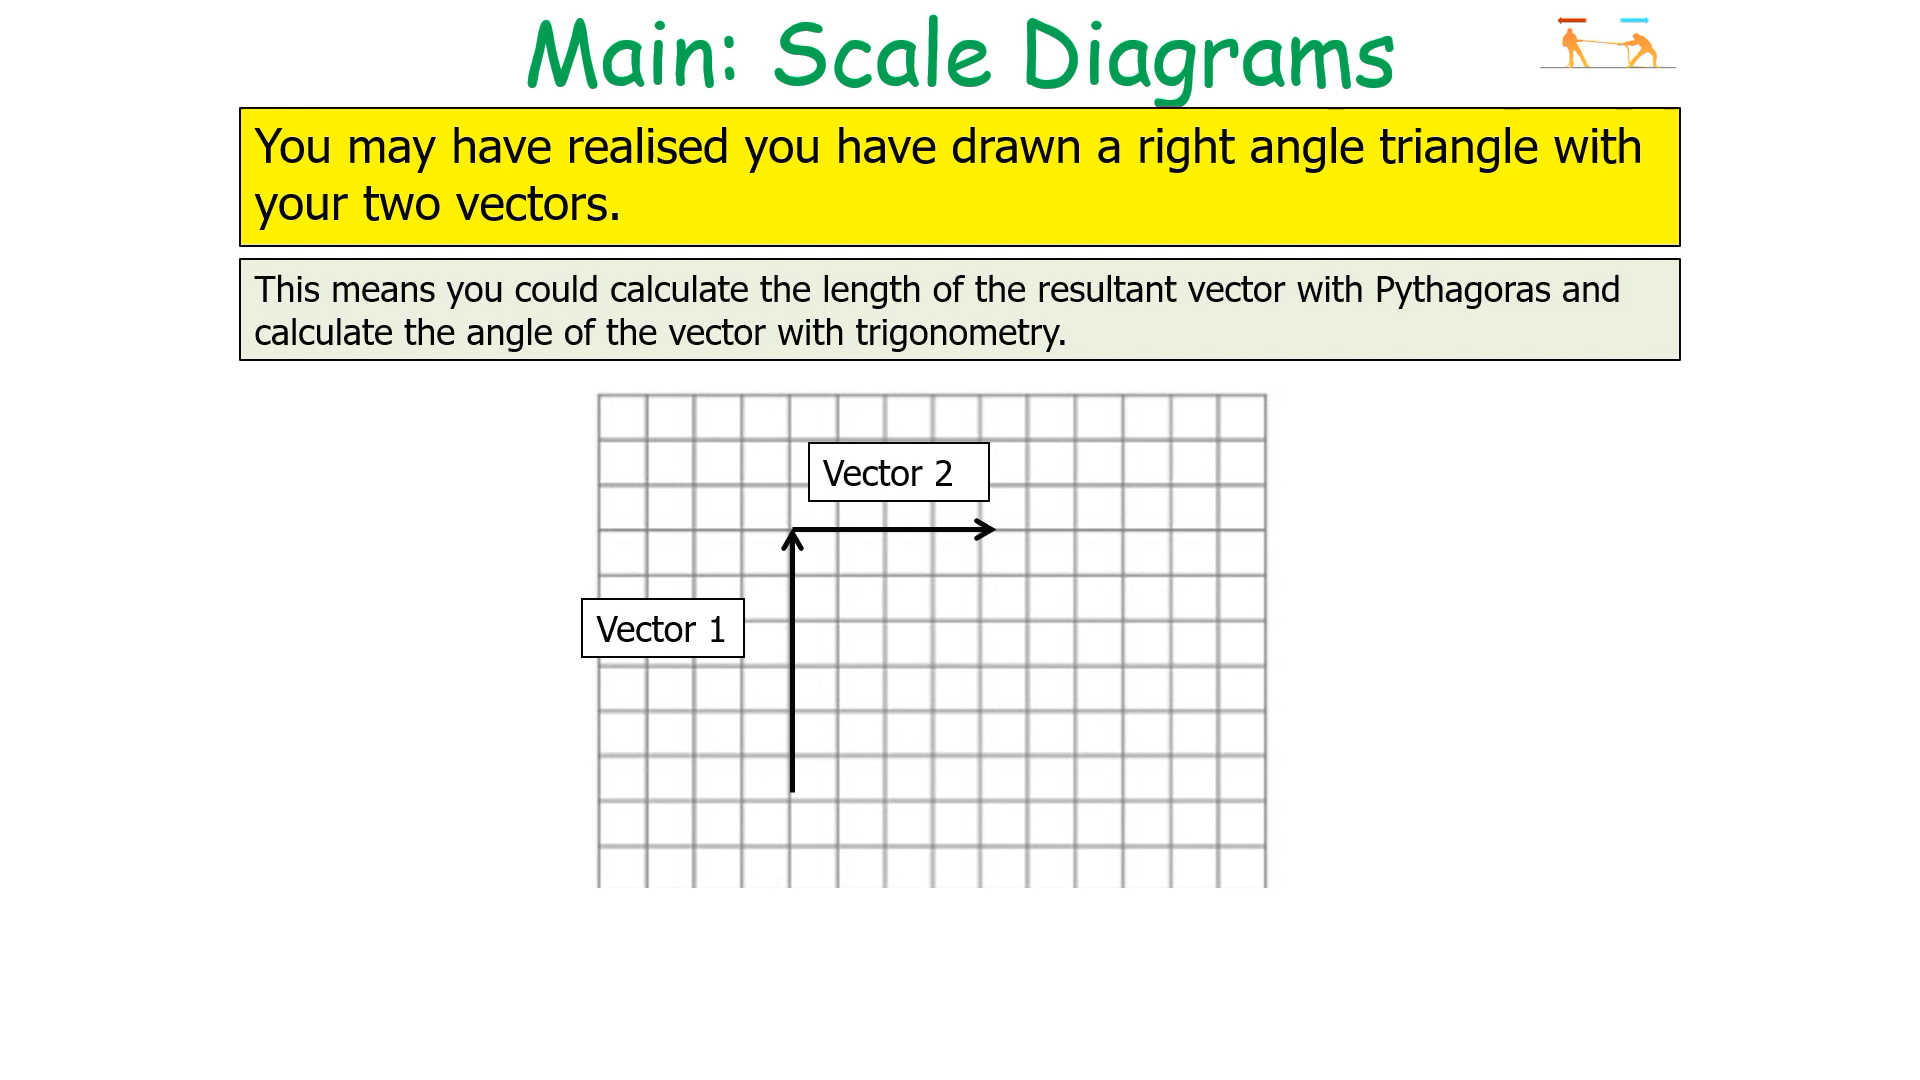 Main: Scale Diagrams
You may have realised you have drawn a right angle triangle with
your two vectors.
This means you could calculate the length of the resultant vector with Pythagoras and
calculate the angle of the vector with trigonometry.
Vector 2
Vector 1